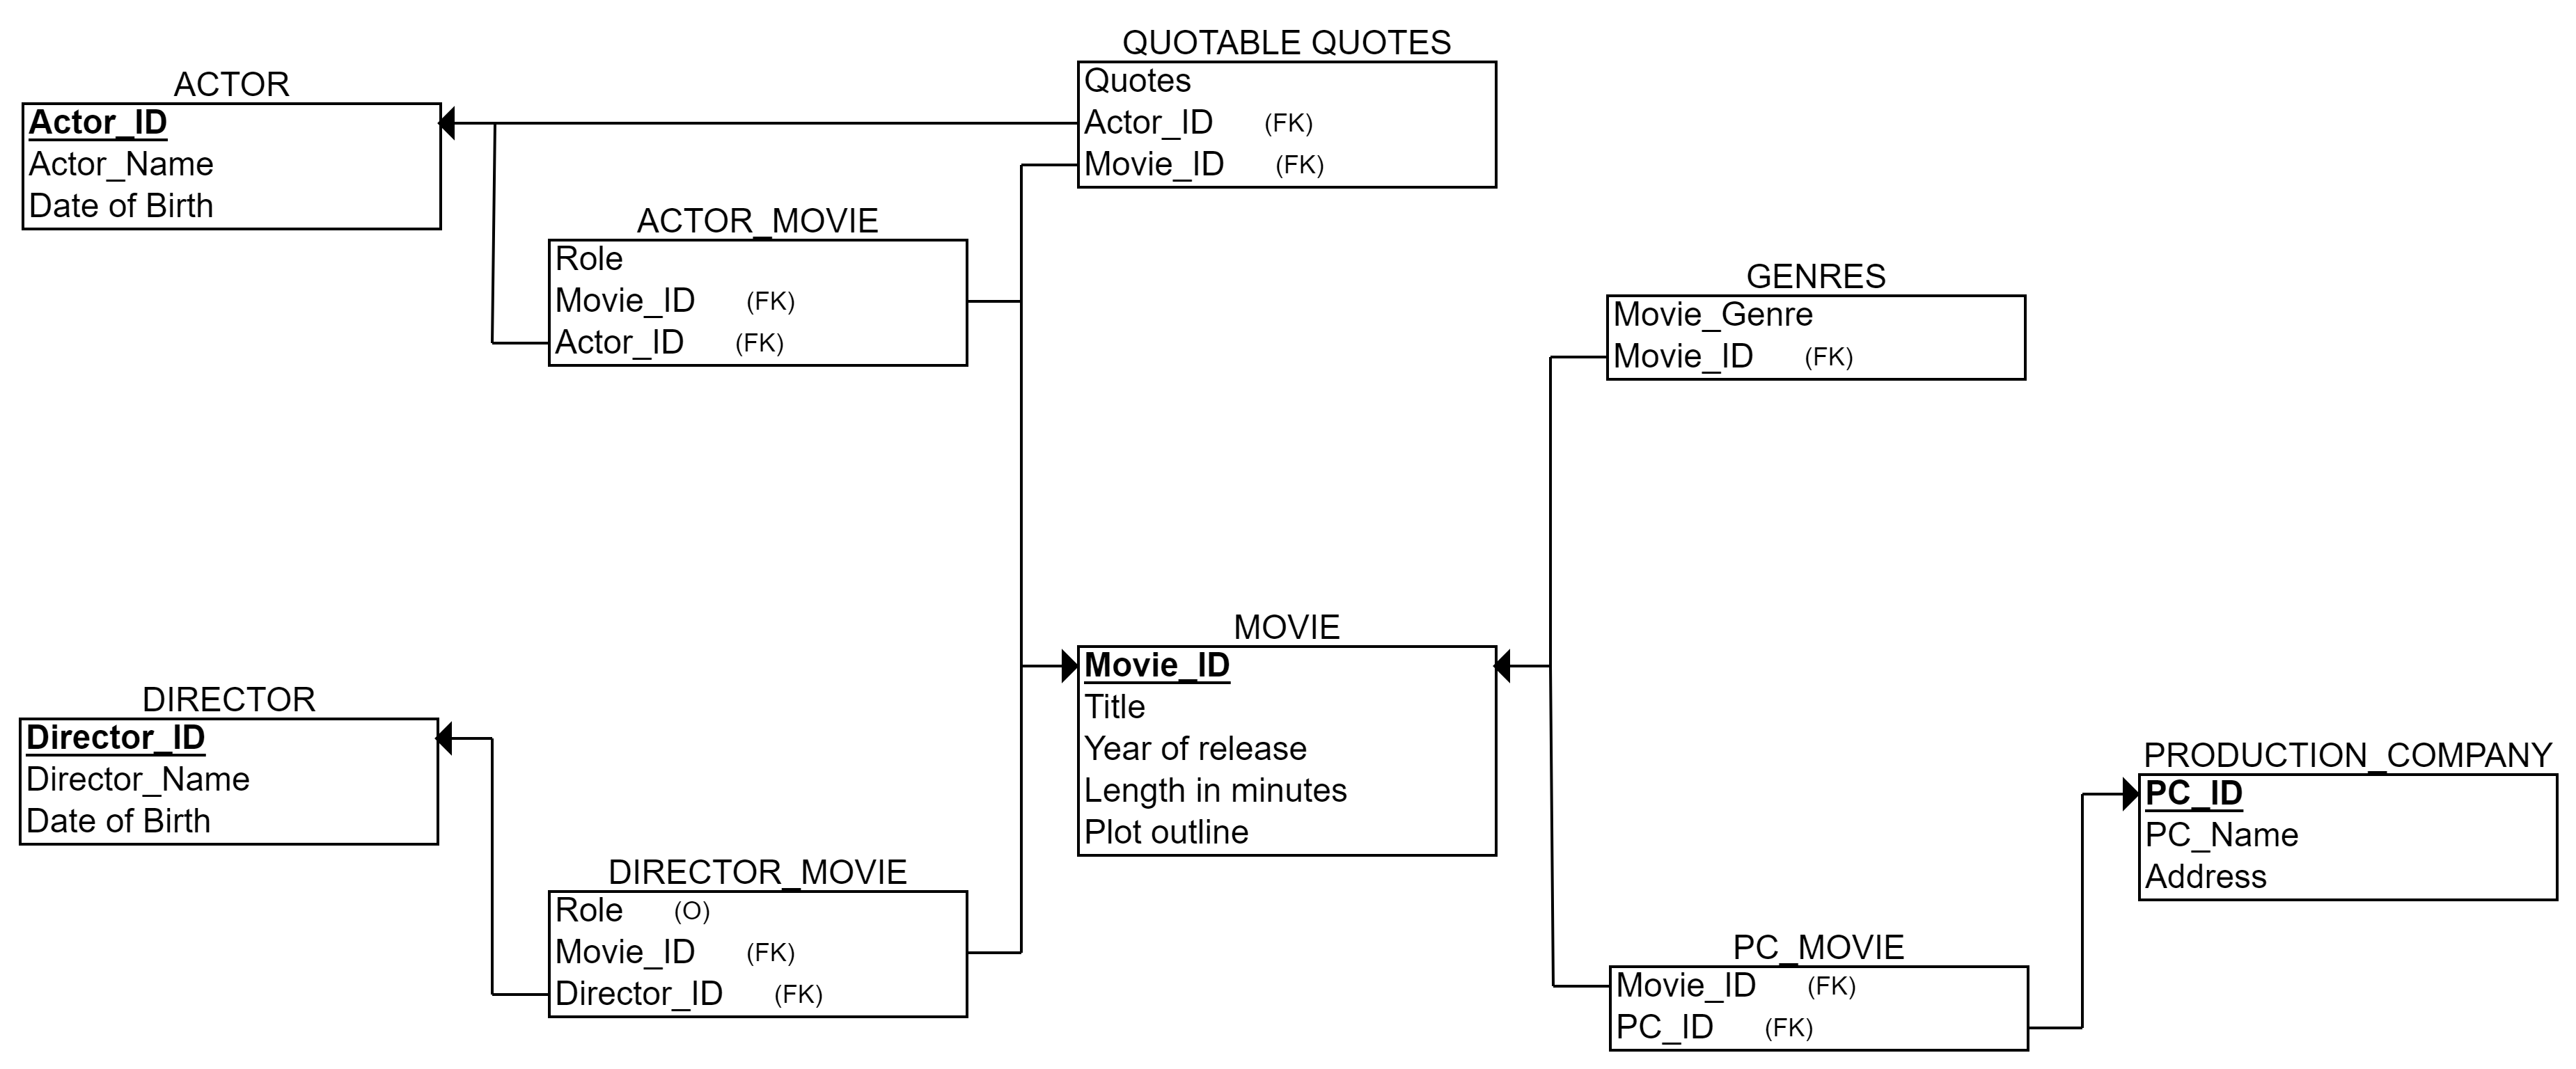 QUOTABLE QUOTES
Quotes
Actor_ID (FK)
Movie_ID (FK)
ACTOR
Actor_ID
Actor_Name
Date of Birth
ACTOR_MOVIE
Role
Movie_ID (FK)
Actor_ID (FK)
GENRES
Movie_Genre
Movie_ID (FK)
MOVIE
Movie_ID
Title
Year of release
Length in minutes
Plot outline
DIRECTOR
Director_ID
Director_Name
Date of Birth
DIRECTOR_MOVIE
Role (O)
Movie_ID (FK)
Director_ID (FK)
PRODUCTION_COMPANY
PC_ID
PC_Name
Address
PC_MOVIE
Movie_ID (FK)
PC_ID (FK)